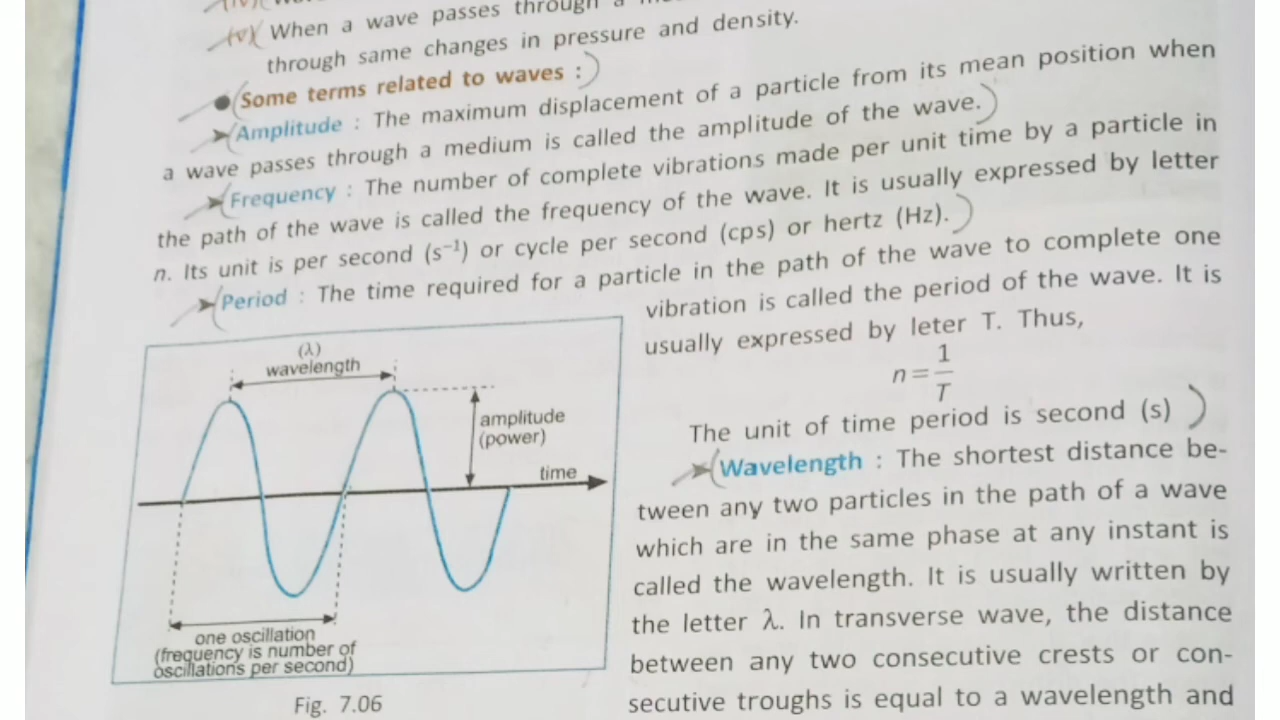 (v) When a wave passes through a
through same changes in pressure and density.
● Some terms related to waves :
➤ Amplitude : The maximum displacement of a particle from its mean position when
a wave passes through a medium is called the amplitude of the wave.
➤ Frequency : The number of complete vibrations made per unit time by a particle in
the path of the wave is called the frequency of the wave. It is usually expressed by letter
n. Its unit is per second (s⁻¹) or cycle per second (cps) or hertz (Hz).
➤ Period : The time required for a particle in the path of the wave to complete one
vibration is called the period of the wave. It is
usually expressed by leter T. Thus,
n = 1/T
The unit of time period is second (s)
➤ Wavelength : The shortest distance be-
tween any two particles in the path of a wave
which are in the same phase at any instant is
called the wavelength. It is usually written by
the letter λ. In transverse wave, the distance
between any two consecutive crests or con-
secutive troughs is equal to a wavelength and
(λ)
wavelength
amplitude
(power)
time
one oscillation
(frequency is number of
oscillations per second)
Fig. 7.06